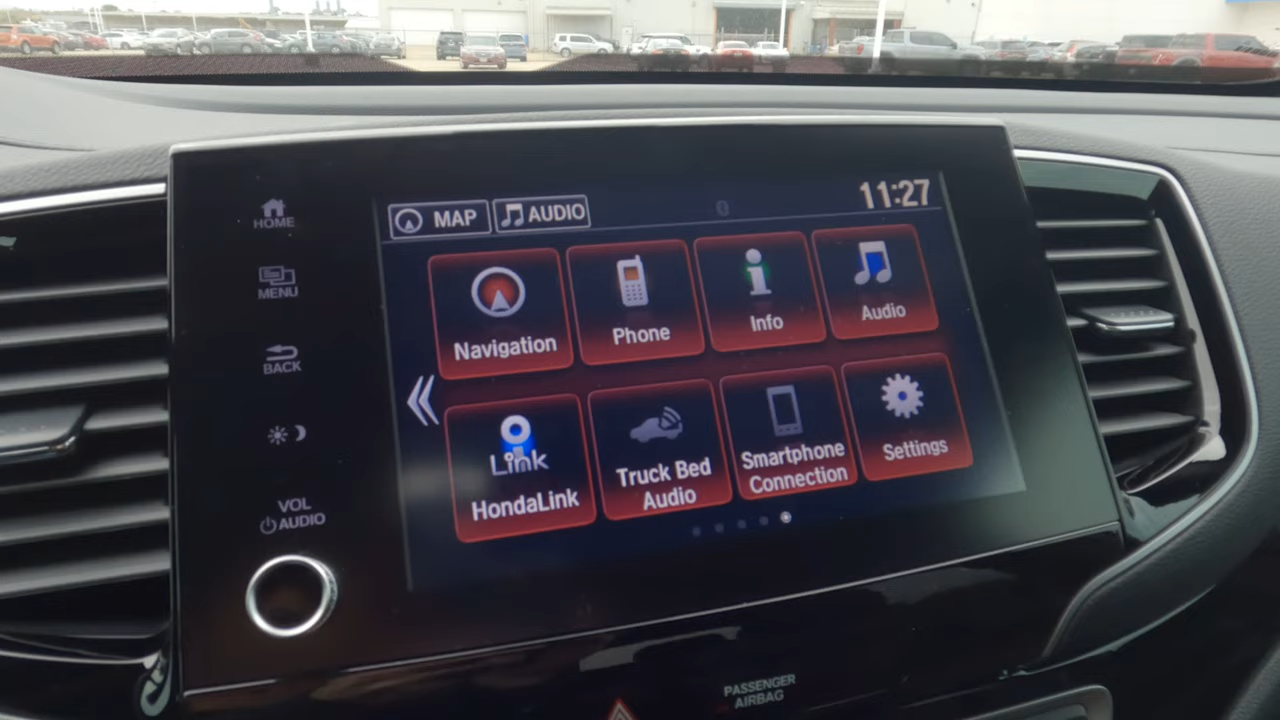 HOME
MENU
BACK
VOL
AUDIO
MAP
AUDIO
11:27
Navigation
Phone
Info
Audio
Link
HondaLink
Truck Bed
Audio
Smartphone
Connection
Settings
PASSENGER
AIRBAG